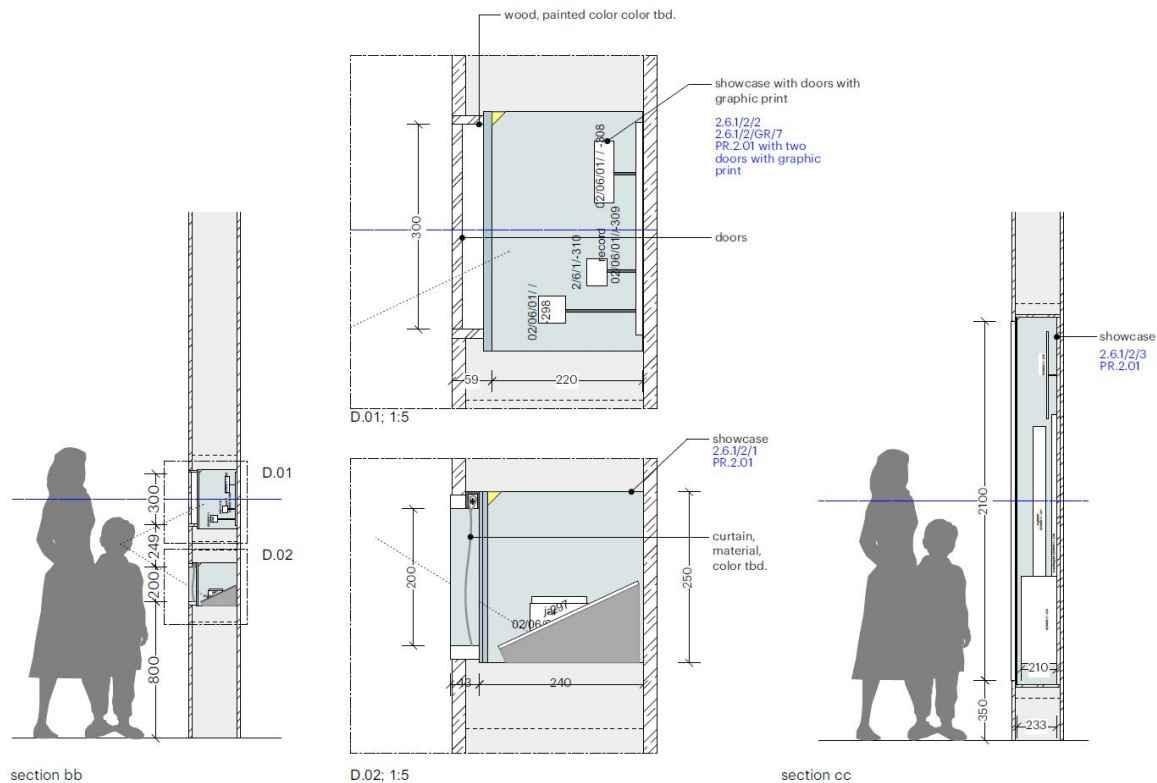 wood, painted color color tbd.
showcase with doors with
graphic print
2.6.1/2/2
2.6.1/2/GR/7
PR.2.01 with two
doors with graphic
print
02/06/01/ / -308
300
record
02/06/01//-309
2/6/1/-310
doors
02/06/01/ /
-298
59
220
D.01; 1:5
showcase
2.6.1/2/3
PR.2.01
showcase
2.6.1/2/1
PR.2.01
D.01
300
249
D.02
200
800
curtain,
material,
color tbd.
200
250
-297
43
240
2100
210
350
233
section bb
D.02; 1:5
section cc